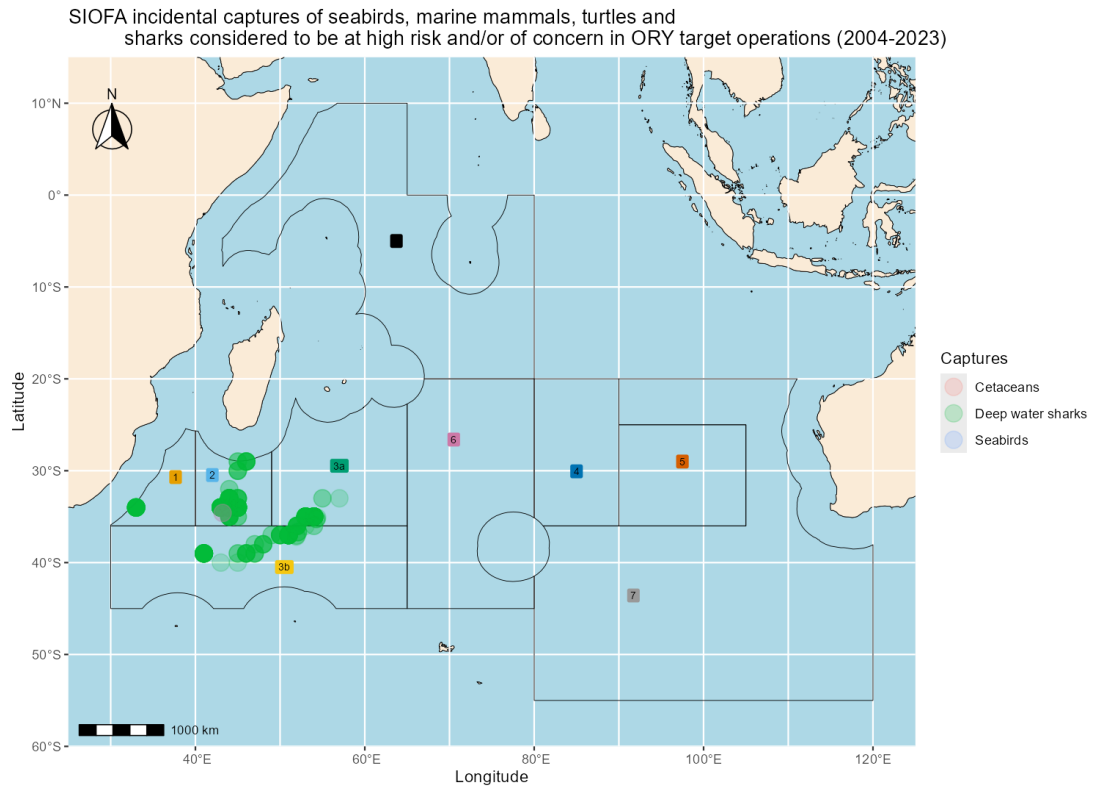 SIOFA incidental captures of seabirds, marine mammals, turtles and
sharks considered to be at high risk and/or of concern in ORY target operations (2004-2023)
N
10°N
0°
10°S
20°S
30°S
40°S
50°S
60°S
Latitude
1
2
3a
3b
4
5
6
7
1000 km
40°E
60°E
80°E
100°E
120°E
Longitude
Captures
Cetaceans
Deep water sharks
Seabirds